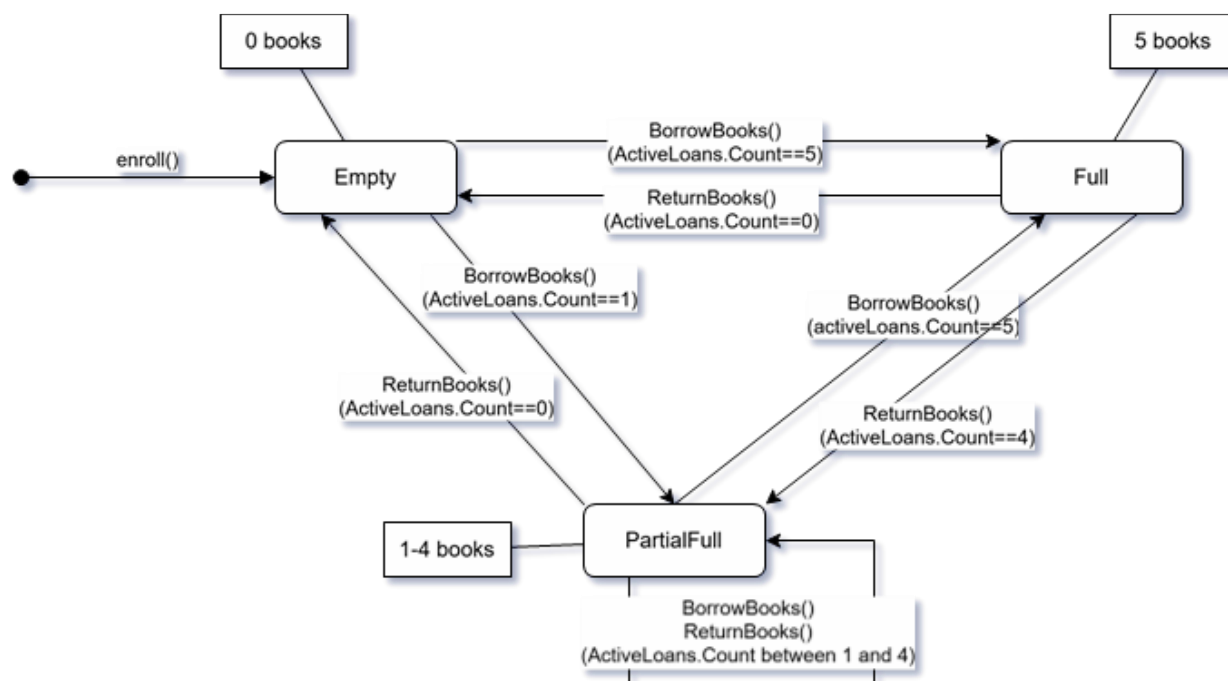 0 books
5 books
enroll()
Empty
BorrowBooks()
(ActiveLoans.Count==5)
Full
ReturnBooks()
(ActiveLoans.Count==0)
BorrowBooks()
(ActiveLoans.Count==1)
BorrowBooks()
(activeLoans.Count==5)
ReturnBooks()
(ActiveLoans.Count==0)
ReturnBooks()
(ActiveLoans.Count==4)
1-4 books
PartialFull
BorrowBooks()
ReturnBooks()
(ActiveLoans.Count between 1 and 4)